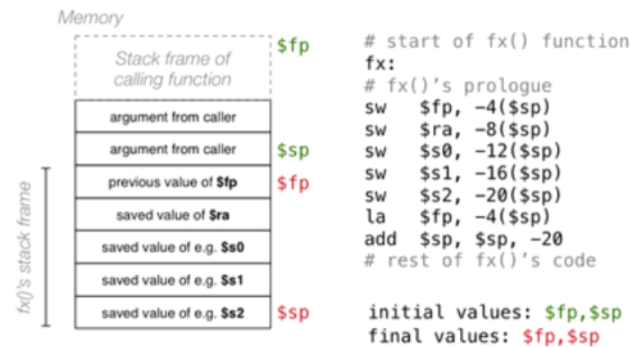 Memory
$fp
Stack frame of
calling function
argument from caller
argument from caller
$sp
previous value of $fp
$fp
saved value of $ra
saved value of e.g. $s0
saved value of e.g. $s1
saved value of e.g. $s2
$sp
fx()'s stack frame
# start of fx() function
fx:
# fx()'s prologue
sw $fp, -4($sp)
sw $ra, -8($sp)
sw $s0, -12($sp)
sw $s1, -16($sp)
sw $s2, -20($sp)
la $fp, -4($sp)
add $sp, $sp, -20
# rest of fx()'s code
initial values: $fp,$sp
final values: $fp,$sp